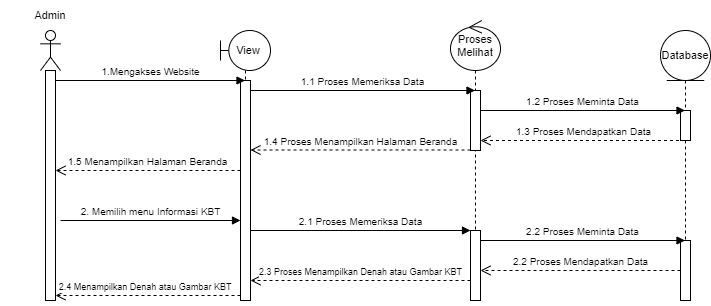 Admin
View
Proses
Melihat
Database
1.Mengakses Website
1.1 Proses Memeriksa Data
1.2 Proses Meminta Data
1.3 Proses Mendapatkan Data
1.4 Proses Menampilkan Halaman Beranda
1.5 Menampilkan Halaman Beranda
2. Memilih menu Informasi KBT
2.1 Proses Memeriksa Data
2.2 Proses Meminta Data
2.2 Proses Mendapatkan Data
2.3 Proses Menampilkan Denah atau Gambar KBT
2.4 Menampilkan Denah atau Gambar KBT